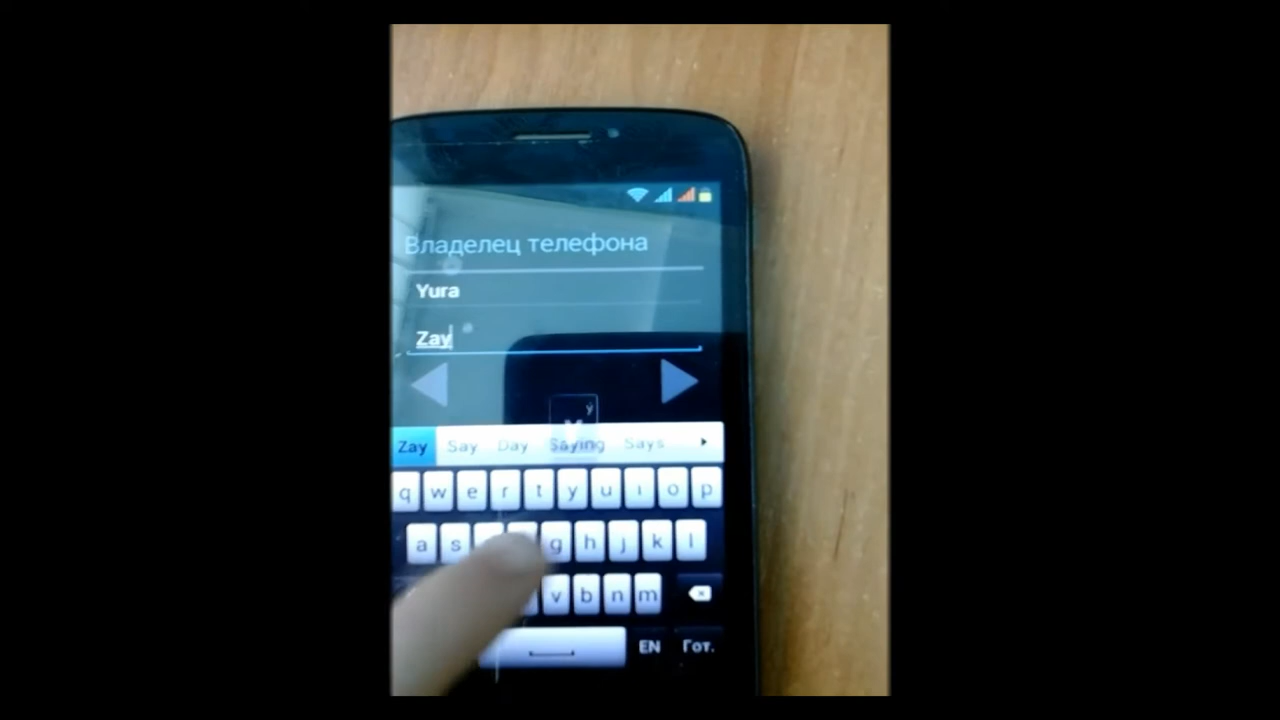 Владелец телефона
Yura
Zay
ý
Zay Say Day Saying Says
q w e r t y u i o p
a s g h j k l
v b n m
EN Гот.